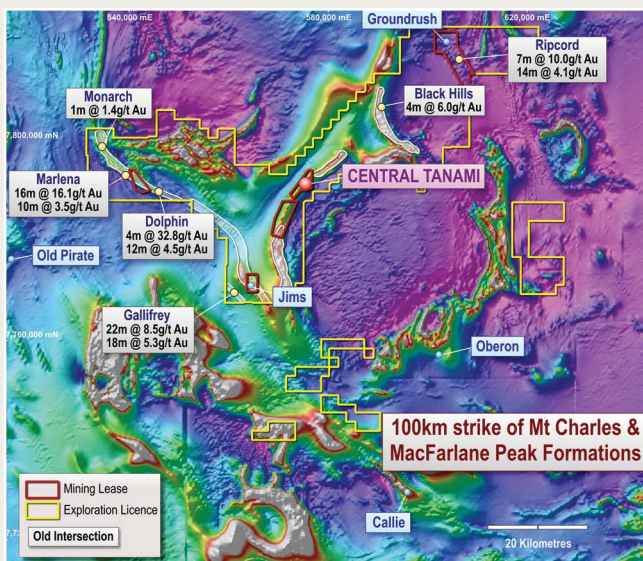 540,000 mE
580,000 mE
620,000 mE
Groundrush
Ripcord
7m @ 10.0g/t Au
14m @ 4.1g/t Au
Black Hills
4m @ 6.0g/t Au
Monarch
1m @ 1.4g/t Au
7,800,000 mN
Marlena
16m @ 16.1g/t Au
10m @ 3.5g/t Au
CENTRAL TANAMI
Dolphin
4m @ 32.8g/t Au
12m @ 4.5g/t Au
Old Pirate
Jims
Gallifrey
22m @ 8.5g/t Au
18m @ 5.3g/t Au
7,760,000 mN
Oberon
100km strike of Mt Charles &
MacFarlane Peak Formations
Mining Lease
Exploration Licence
Old Intersection
Callie
20 Kilometres